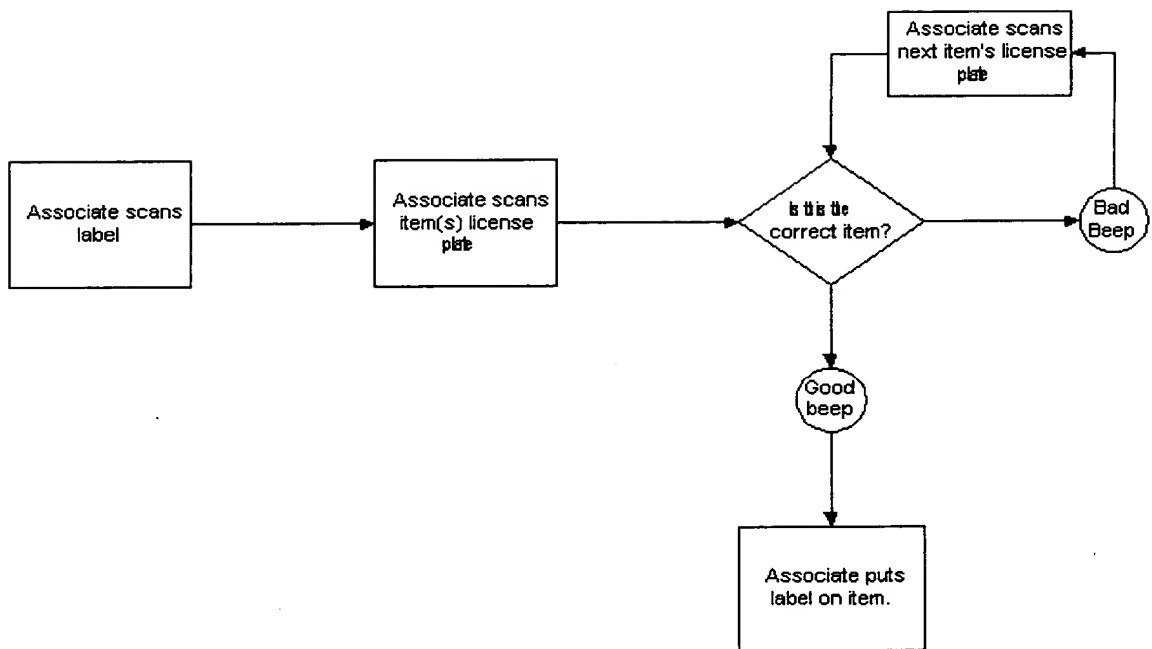 Associate scans
next item's license
plate
Associate scans
label
Associate scans
item(s) license
plate
Is this the
correct item?
Bad
Beep
Good
beep
Associate puts
label on item.